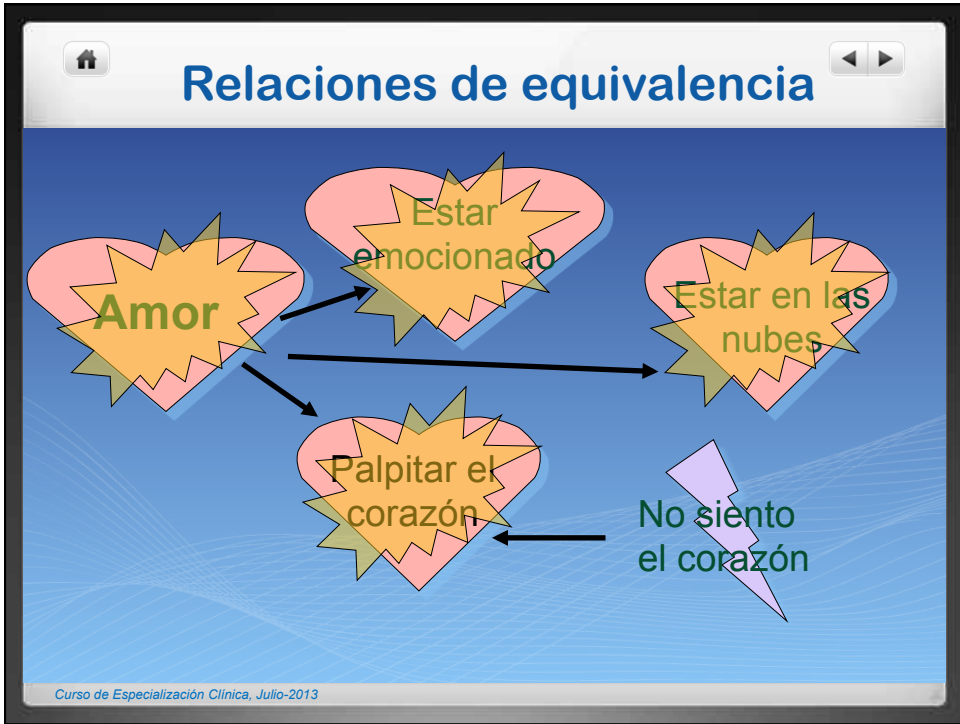 Relaciones de equivalencia
Estar
emocionado
Amor
Estar en las
nubes
Palpitar el
corazón
No siento
el corazón
Curso de Especialización Clínica, Julio-2013